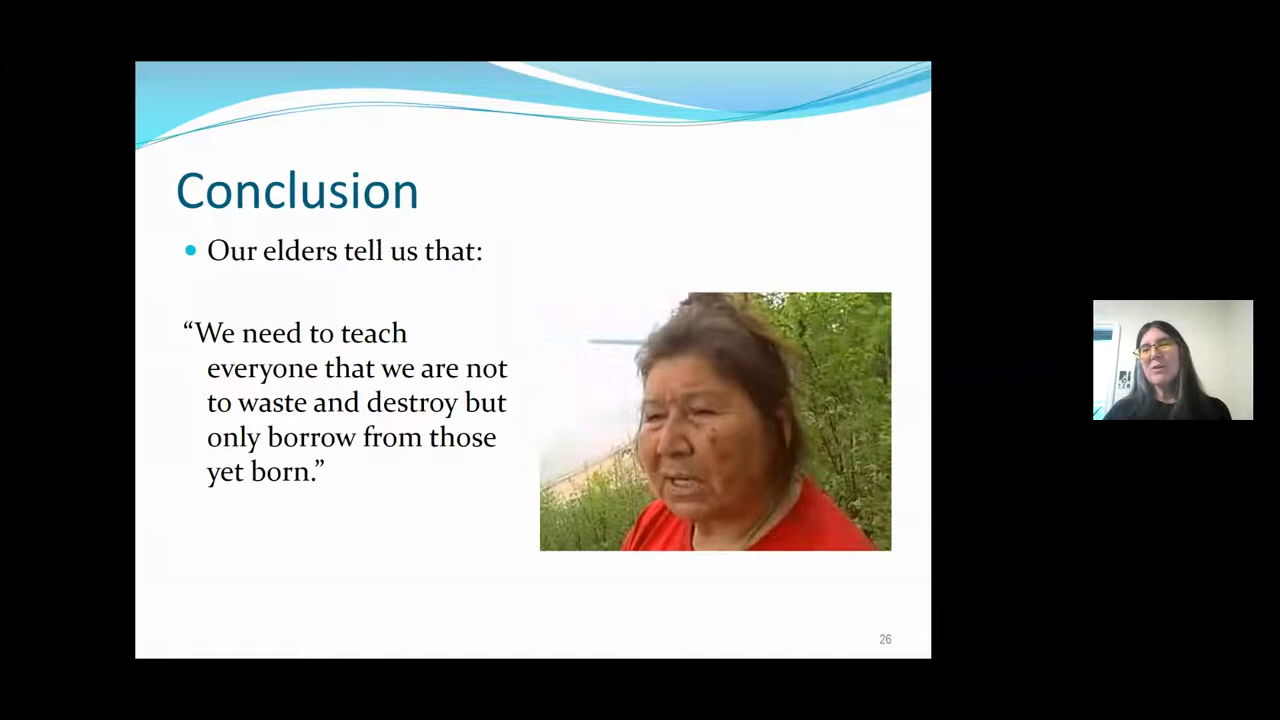 Conclusion
Our elders tell us that:
“We need to teach
everyone that we are not
to waste and destroy but
only borrow from those
yet born.”
26